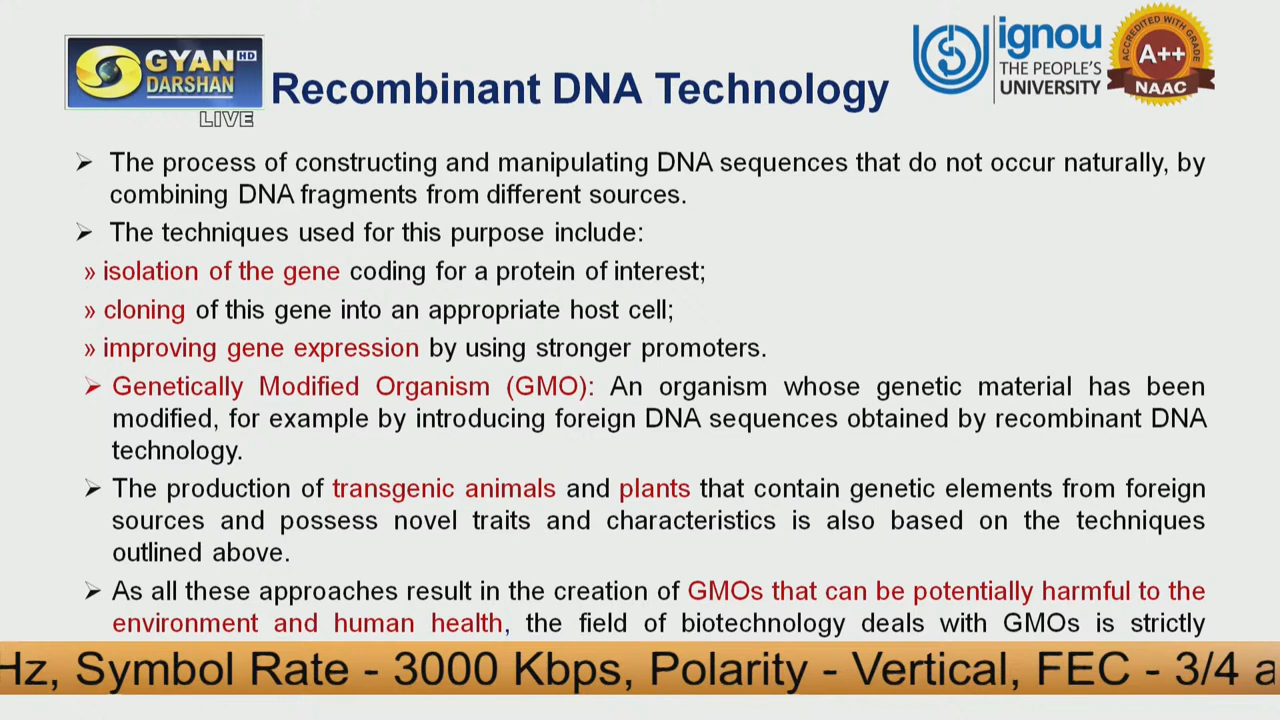 GYAN HD
DARSHAN
LIVE
Recombinant DNA Technology
ignou
THE PEOPLE'S
UNIVERSITY
ACCREDITED WITH GRADE
A++
NAAC
➢ The process of constructing and manipulating DNA sequences that do not occur naturally, by
combining DNA fragments from different sources.
➢ The techniques used for this purpose include:
» isolation of the gene coding for a protein of interest;
» cloning of this gene into an appropriate host cell;
» improving gene expression by using stronger promoters.
➢ Genetically Modified Organism (GMO): An organism whose genetic material has been
modified, for example by introducing foreign DNA sequences obtained by recombinant DNA
technology.
➢ The production of transgenic animals and plants that contain genetic elements from foreign
sources and possess novel traits and characteristics is also based on the techniques
outlined above.
➢ As all these approaches result in the creation of GMOs that can be potentially harmful to the
environment and human health, the field of biotechnology deals with GMOs is strictly
Hz, Symbol Rate - 3000 Kbps, Polarity - Vertical, FEC - 3/4 a